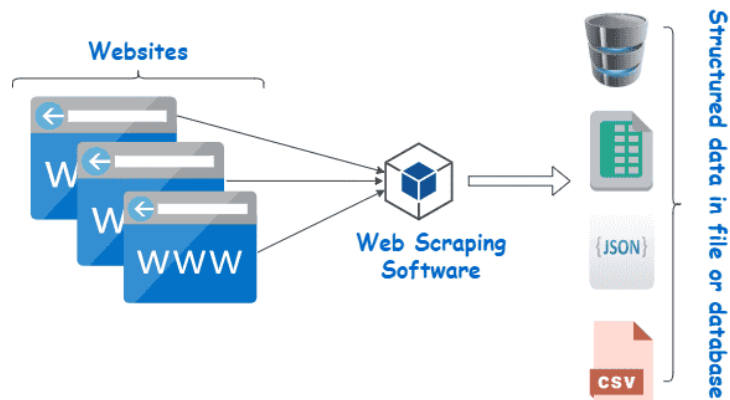 Websites
W
W
WWW
Web Scraping
Software
{JSON}
CSV
Structured data in file or database